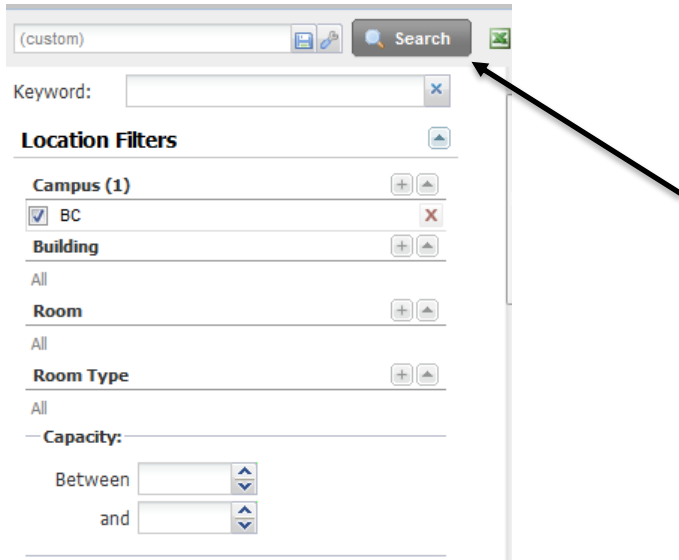 (custom) Search
Keyword:
Location Filters
Campus (1)
BC X
Building
All
Room
All
Room Type
All
Capacity:
Between
and